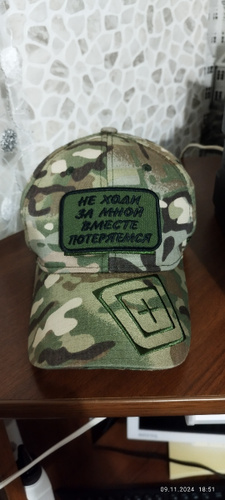 НЕ ХОДИ
ЗА МНОЙ
ВМЕСТЕ
ПОТЕРЯЕМСЯ
09.11.2024 18:51